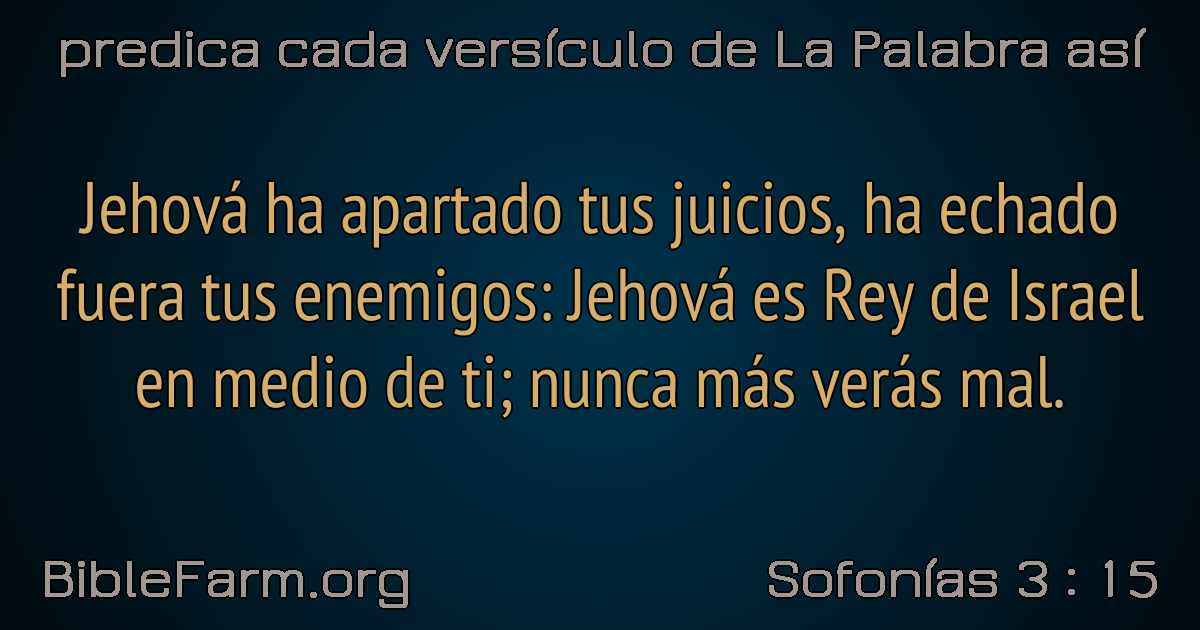 predica cada versículo de La Palabra así
Jehová ha apartado tus juicios, ha echado
fuera tus enemigos: Jehová es Rey de Israel
en medio de ti; nunca más verás mal.
BibleFarm.org
Sofonías 3 : 15